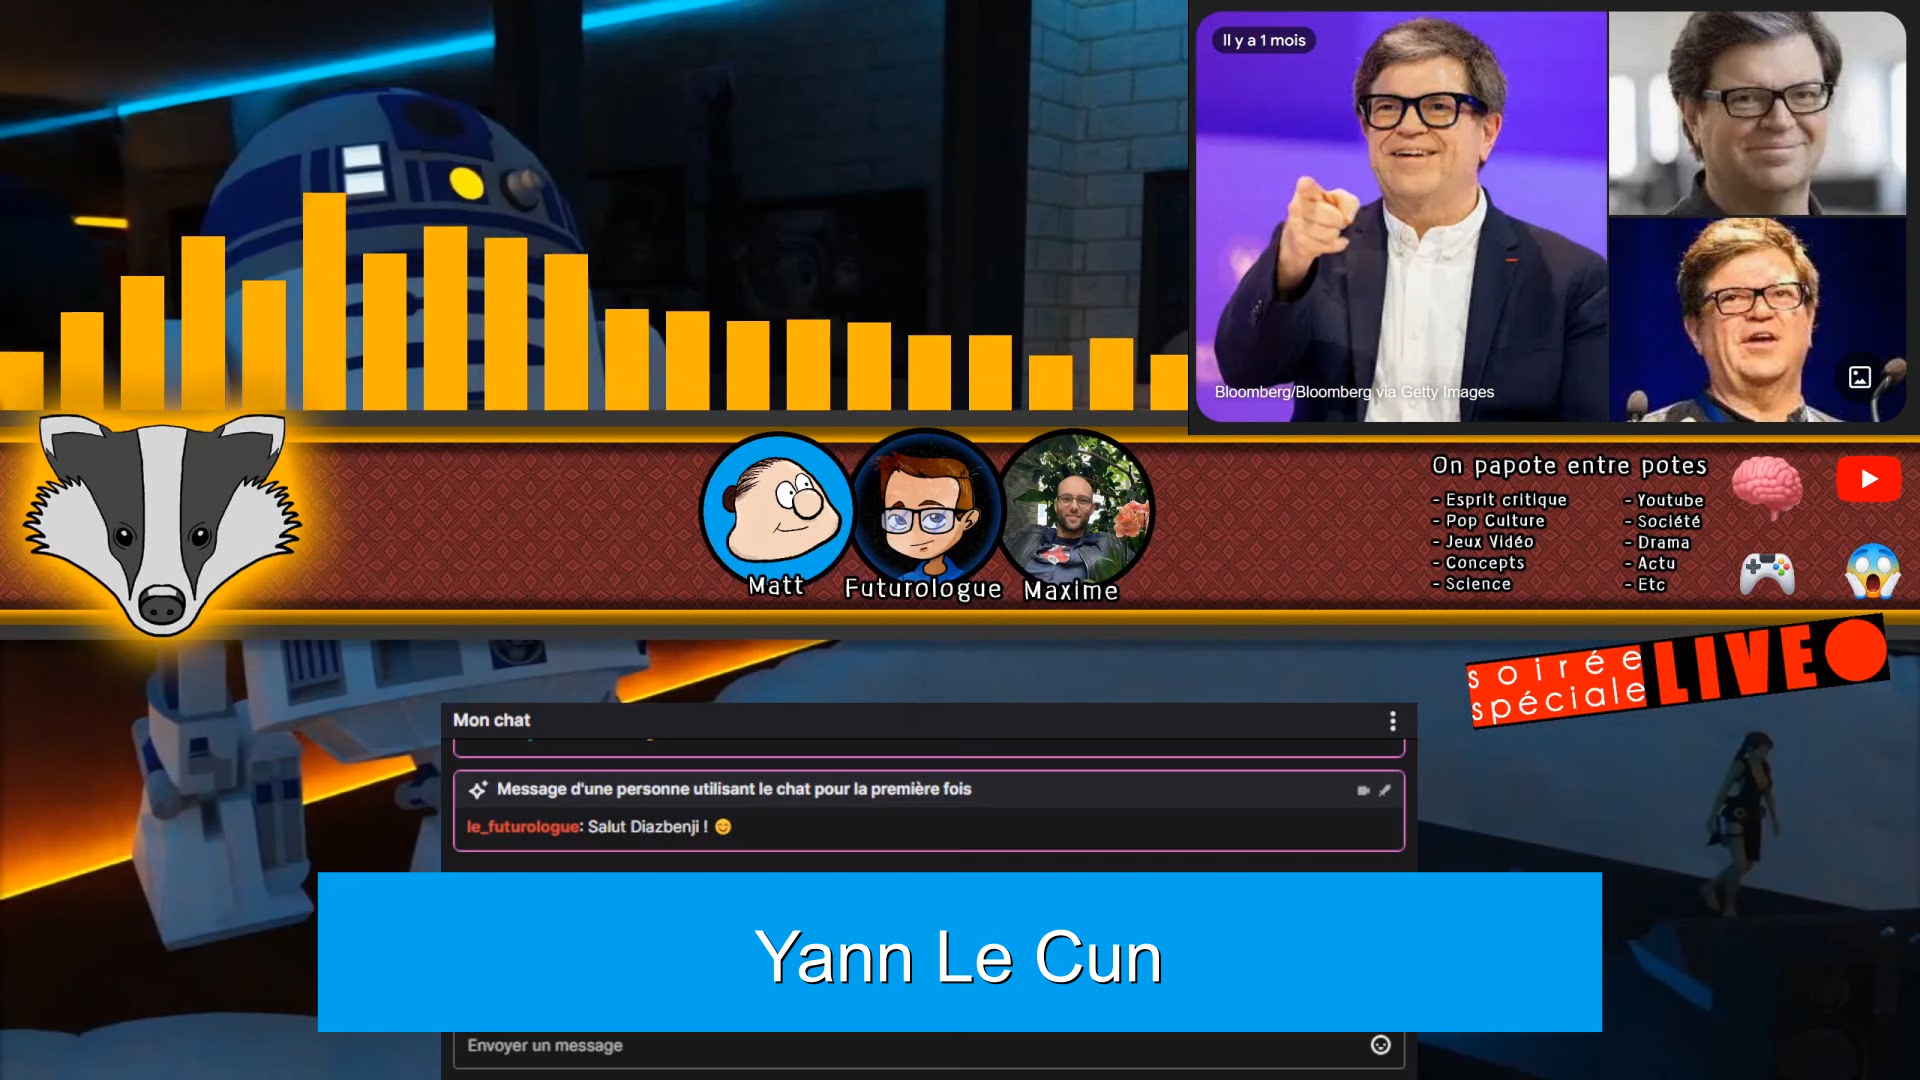 Il y a 1 mois
Bloomberg/Bloomberg via Getty Images
Matt
Futurologue
Maxime
On papote entre potes
- Esprit critique
- Pop Culture
- Jeux Vidéo
- Concepts
- Science
- Youtube
- Société
- Drama
- Actu
- Etc
soirée
spéciale
LIVE
Mon chat
Message d'une personne utilisant le chat pour la première fois
le_futurologue: Salut Diazbenji ! 😊
Yann Le Cun
Envoyer un message